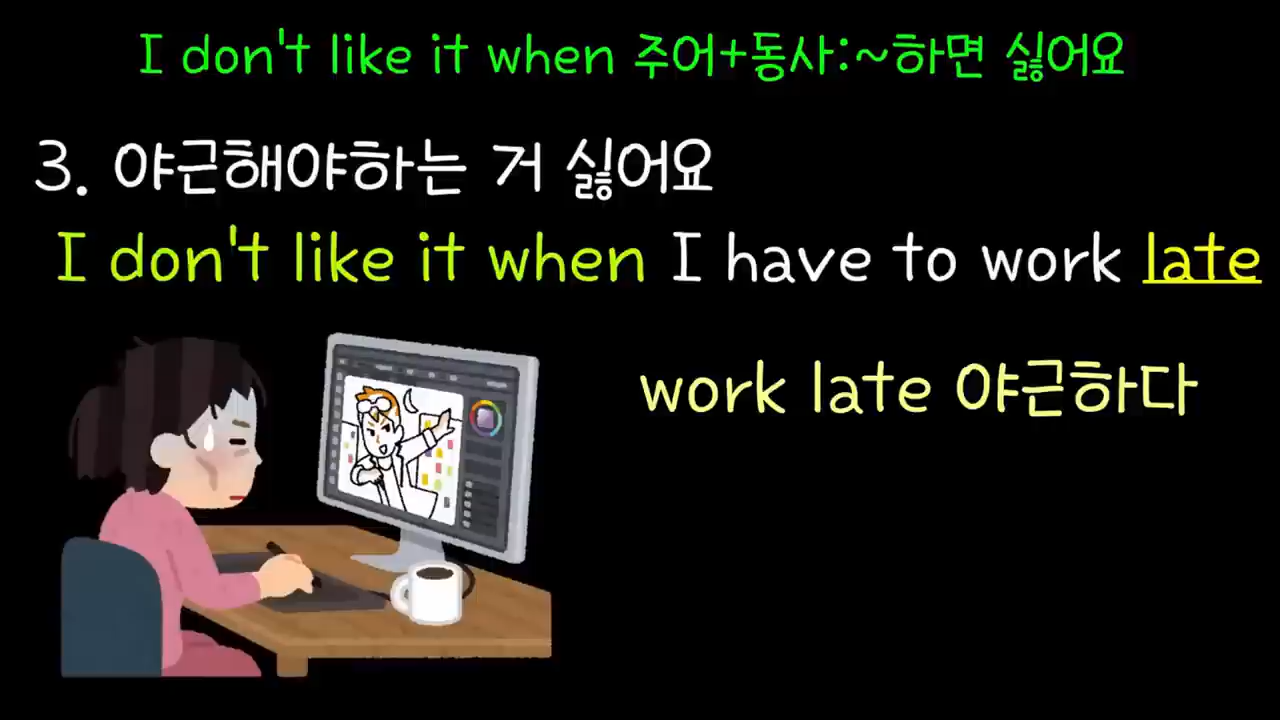 I don't like it when 주어+동사:~하면 싫어요
3. 야근해야하는 거 싫어요
I don't like it when I have to work late
work late 야근하다